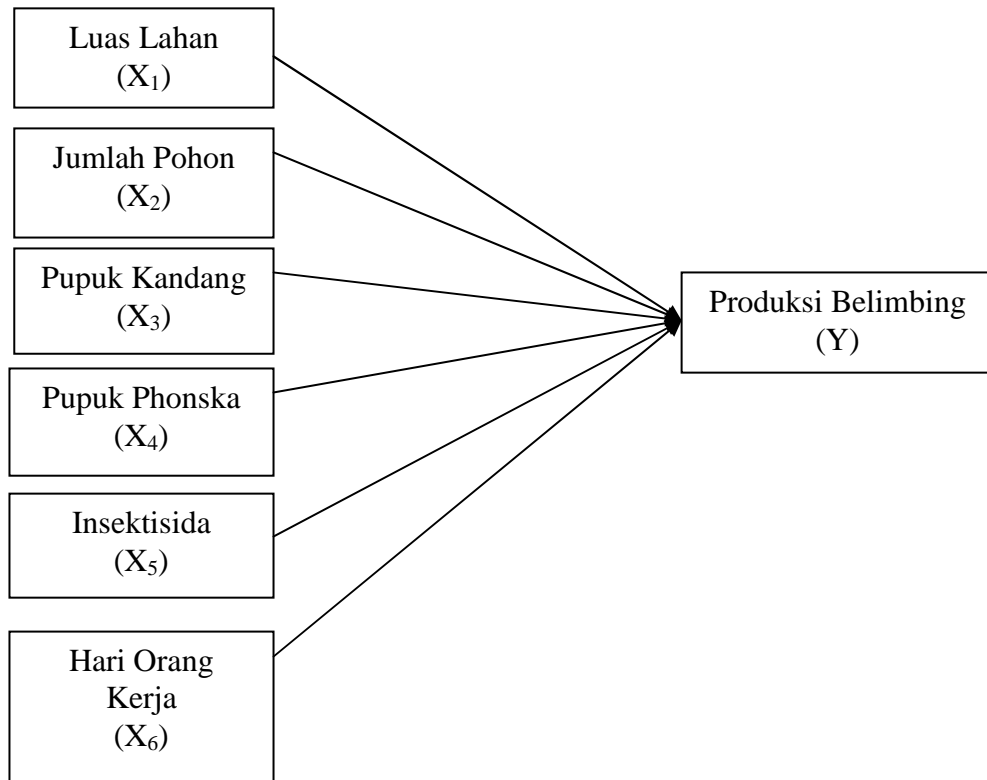 Luas Lahan
(X₁)
Jumlah Pohon
(X₂)
Pupuk Kandang
(X₃)
Pupuk Phonska
(X₄)
Insektisida
(X₅)
Hari Orang
Kerja
(X₆)
Produksi Belimbing
(Y)